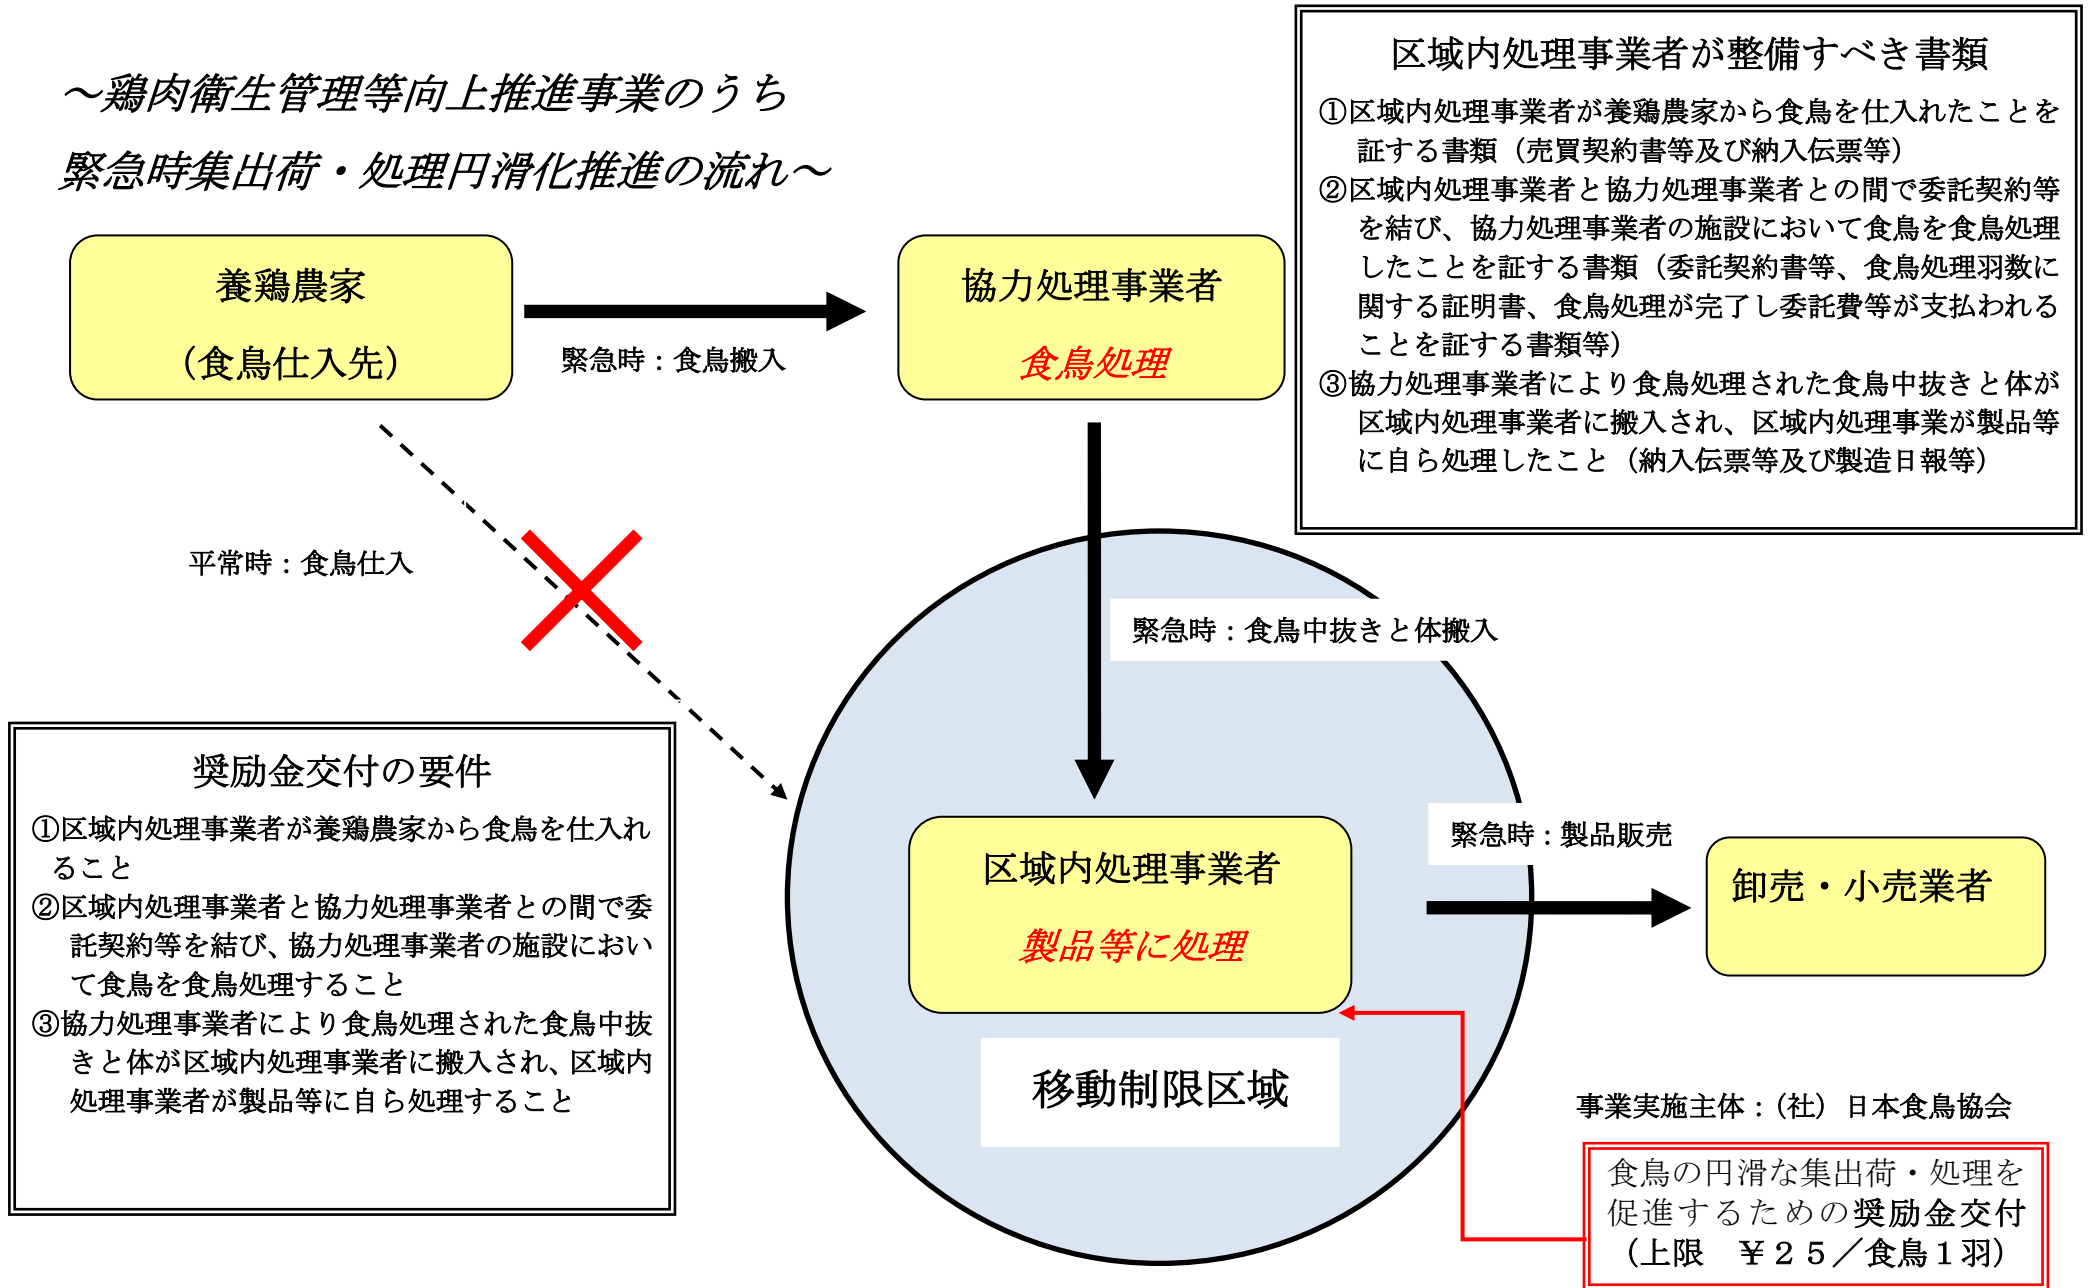 ～鶏肉衛生管理等向上推進事業のうち
緊急時集出荷・処理円滑化推進の流れ～
区域内処理事業者が整備すべき書類
①区域内処理事業者が養鶏農家から食鳥を仕入れたことを
証する書類（売買契約書等及び納入伝票等）
②区域内処理事業者と協力処理事業者との間で委託契約等
を結び、協力処理事業者の施設において食鳥を食鳥処理
したことを証する書類（委託契約書等、食鳥処理羽数に
関する証明書、食鳥処理が完了し委託費等が支払われる
ことを証する書類等）
③協力処理事業者により食鳥処理された食鳥中抜きと体が
区域内処理事業者に搬入され、区域内処理事業が製品等
に自ら処理したこと（納入伝票等及び製造日報等）
養鶏農家
（食鳥仕入先）
緊急時：食鳥搬入
協力処理事業者
食鳥処理
平常時：食鳥仕入
緊急時：食鳥中抜きと体搬入
奨励金交付の要件
①区域内処理事業者が養鶏農家から食鳥を仕入れ
ること
②区域内処理事業者と協力処理事業者との間で委
託契約等を結び、協力処理事業者の施設におい
て食鳥を食鳥処理すること
③協力処理事業者により食鳥処理された食鳥中抜
きと体が区域内処理事業者に搬入され、区域内
処理事業者が製品等に自ら処理すること
区域内処理事業者
製品等に処理
緊急時：製品販売
卸売・小売業者
移動制限区域
事業実施主体：（社）日本食鳥協会
食鳥の円滑な集出荷・処理を
促進するための奨励金交付
（上限　￥２５／食鳥１羽）